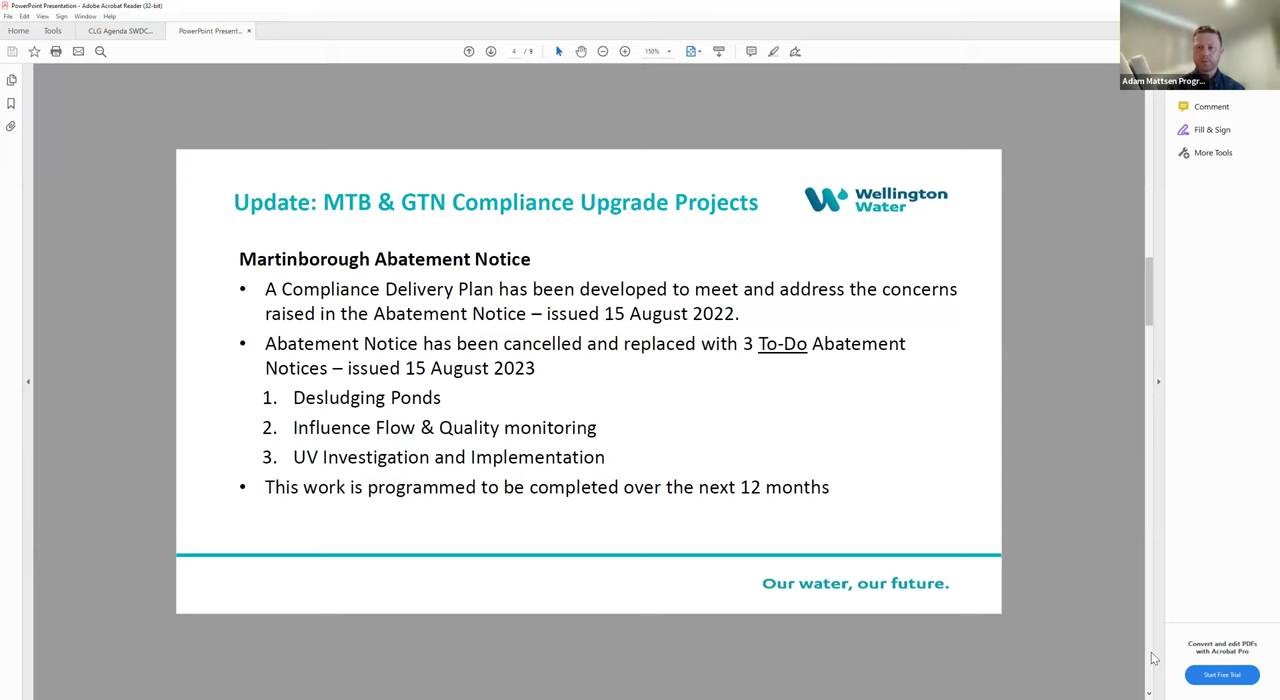 PowerPoint Presentation - Adobe Acrobat Reader (32-bit)
File Edit View Sign Window Help
Home Tools CLG Agenda SWDC... PowerPoint Present... ×
4 / 9 150%
Adam Mattsen Progr...
Comment
Fill & Sign
More Tools
Update: MTB & GTN Compliance Upgrade Projects
Wellington
Water
Martinborough Abatement Notice
• A Compliance Delivery Plan has been developed to meet and address the concerns
raised in the Abatement Notice – issued 15 August 2022.
• Abatement Notice has been cancelled and replaced with 3 To-Do Abatement
Notices – issued 15 August 2023
1. Desludging Ponds
2. Influence Flow & Quality monitoring
3. UV Investigation and Implementation
• This work is programmed to be completed over the next 12 months
Our water, our future.
Convert and edit PDFs
with Acrobat Pro
Start Free Trial